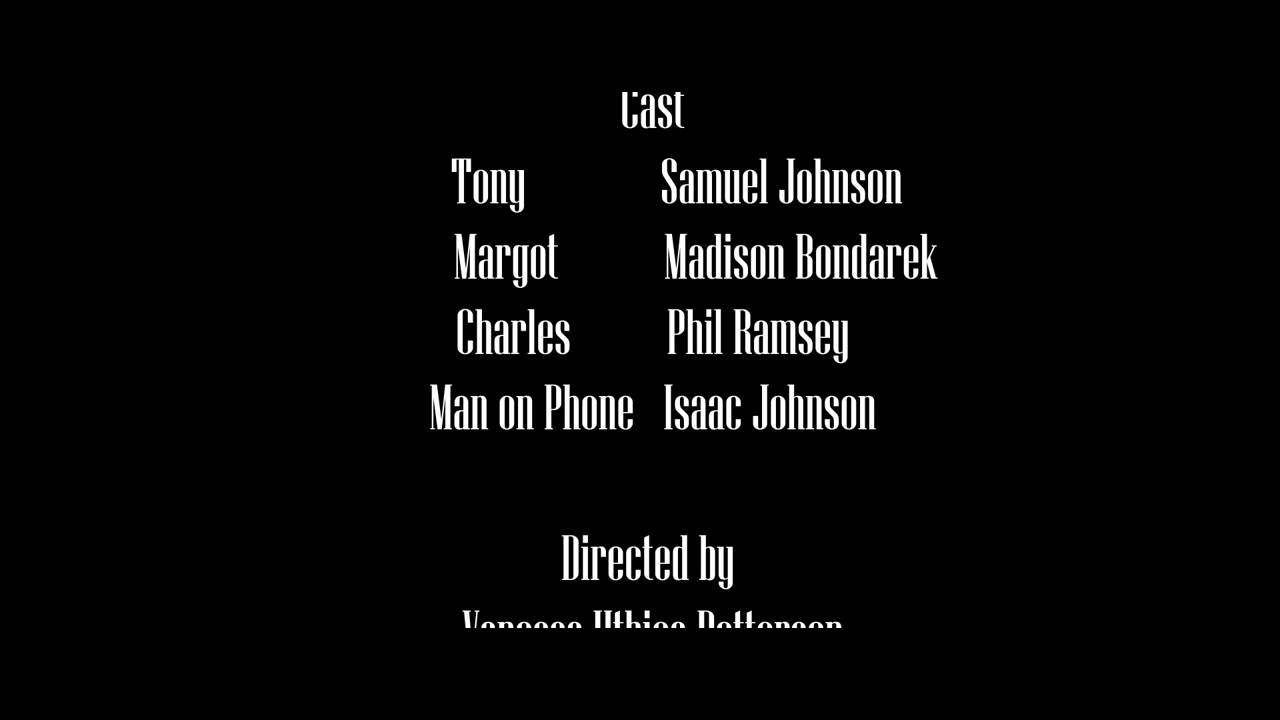 Cast
Tony Samuel Johnson
Margot Madison Bondarek
Charles Phil Ramsey
Man on Phone Isaac Johnson
Directed by